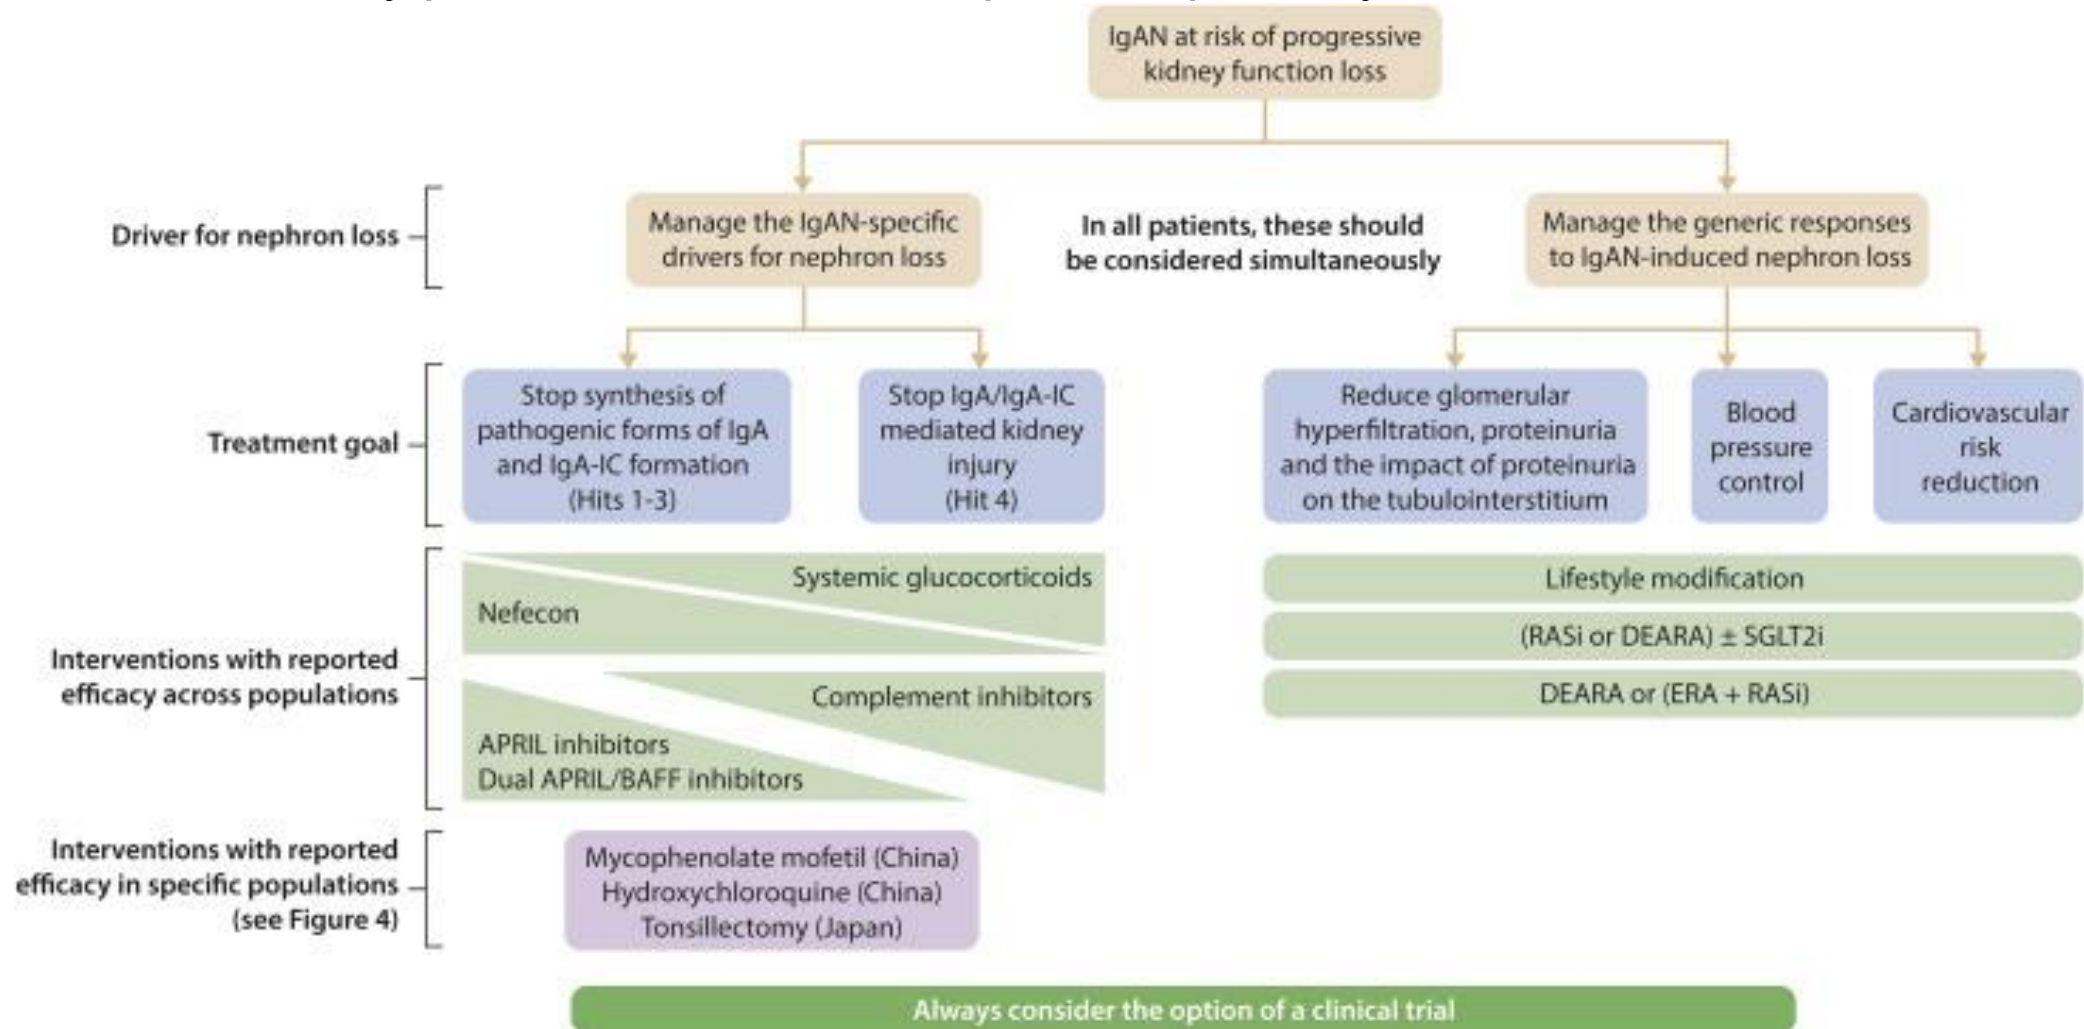 IgAN at risk of progressive
kidney function loss
Driver for nephron loss
Manage the IgAN-specific
drivers for nephron loss
In all patients, these should
be considered simultaneously
Manage the generic responses
to IgAN-induced nephron loss
Treatment goal
Stop synthesis of
pathogenic forms of IgA
and IgA-IC formation
(Hits 1-3)
Stop IgA/IgA-IC
mediated kidney
injury
(Hit 4)
Reduce glomerular
hyperfiltration, proteinuria
and the impact of proteinuria
on the tubulointerstitium
Blood
pressure
control
Cardiovascular
risk
reduction
Interventions with reported
efficacy across populations
Systemic glucocorticoids
Nefecon
Complement inhibitors
APRIL inhibitors
Dual APRIL/BAFF inhibitors
Lifestyle modification
(RASi or DEARA) ± SGLT2i
DEARA or (ERA + RASi)
Interventions with reported
efficacy in specific populations
(see Figure 4)
Mycophenolate mofetil (China)
Hydroxychloroquine (China)
Tonsillectomy (Japan)
Always consider the option of a clinical trial